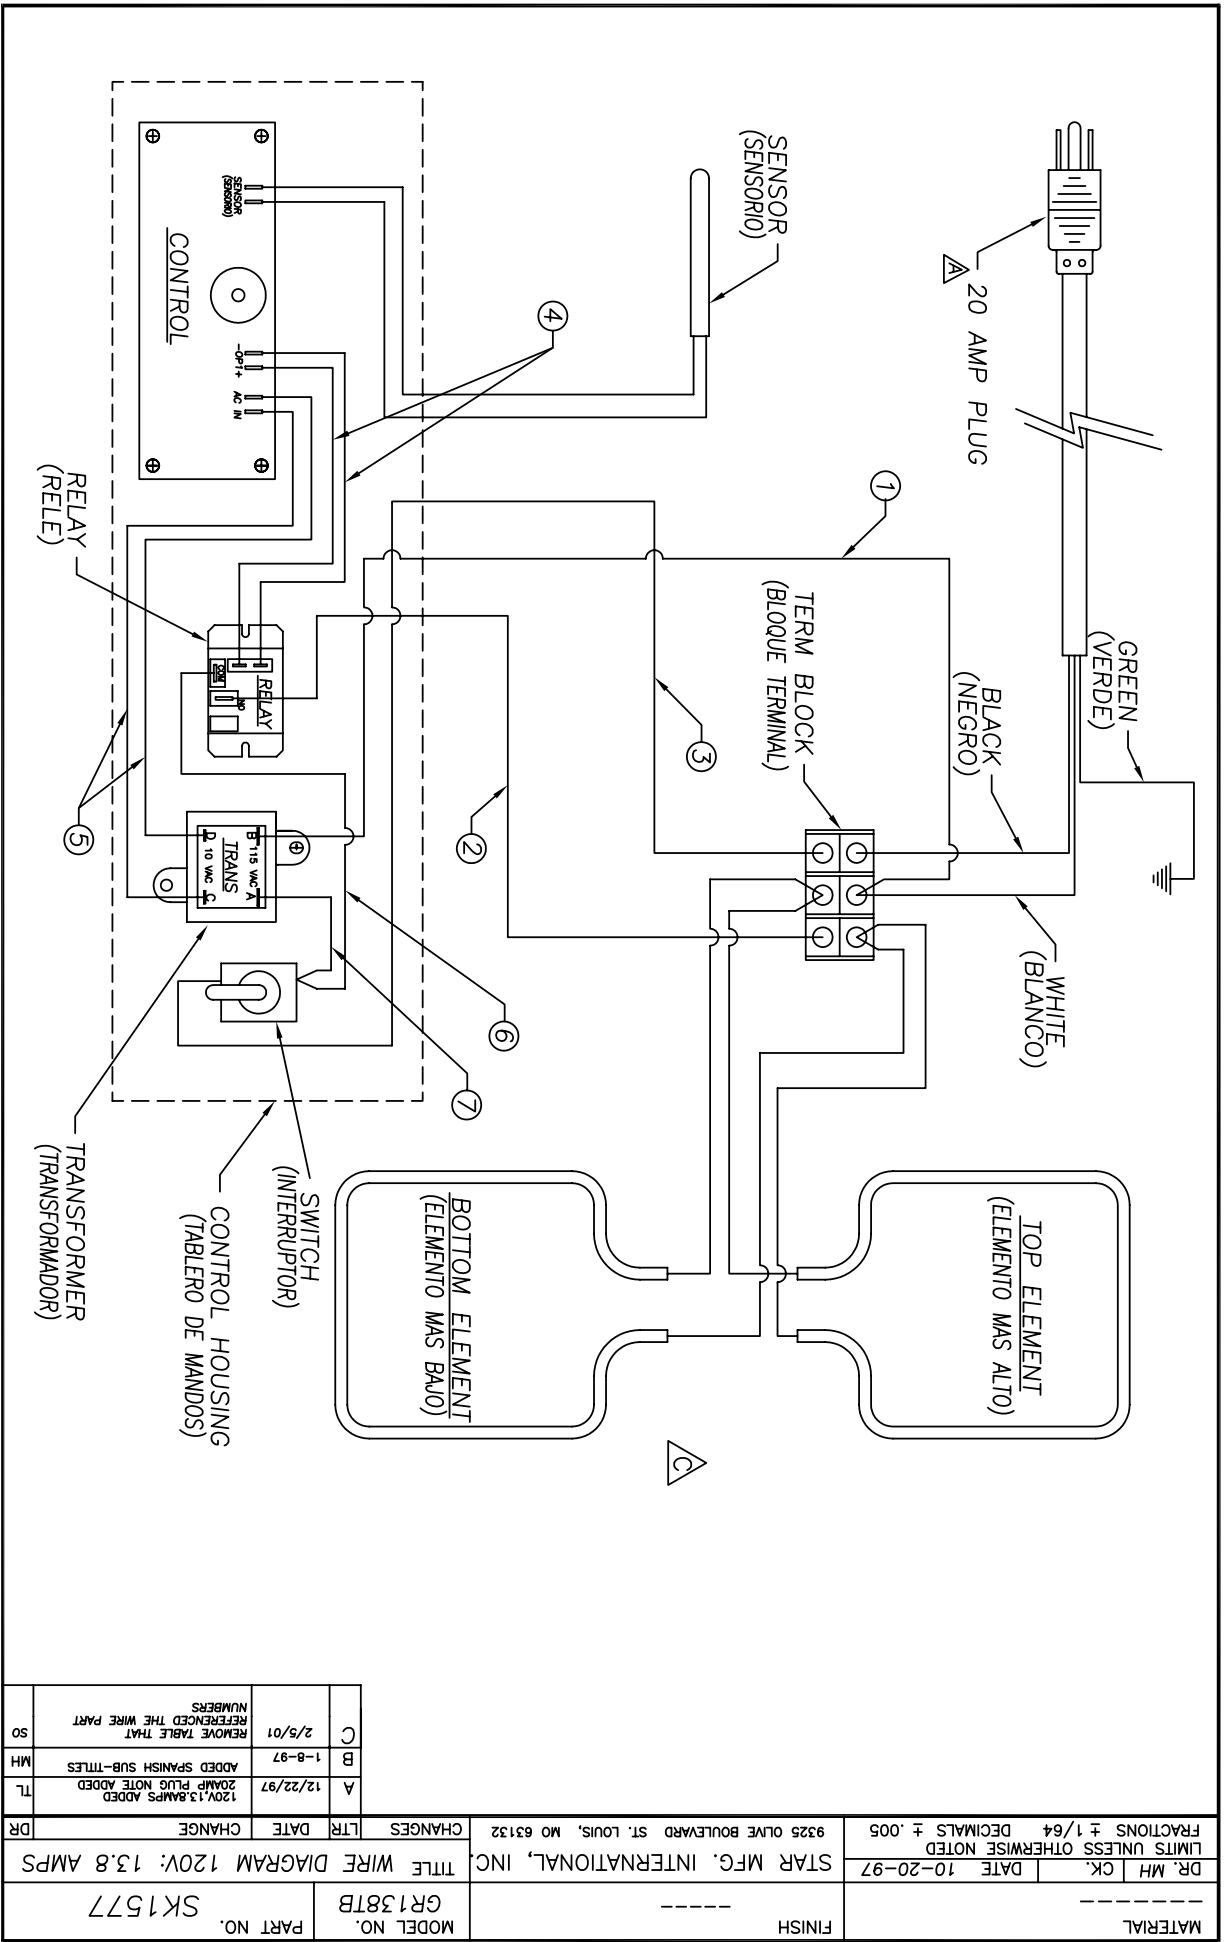 20 AMP PLUG
A
GREEN
(VERDE)
BLACK
(NEGRO)
WHITE
(BLANCO)
SENSOR
(SENSORIO)
TERM BLOCK
(BLOQUE TERMINAL)
1
2
3
4
5
6
7
TOP ELEMENT
(ELEMENTO MAS ALTO)
BOTTOM ELEMENT
(ELEMENTO MAS BAJO)
C
SENSOR
(SENSORIO)
CONTROL
-OP1+
AC IN
RELAY
(RELE)
RELAY
COM
NO
B 115 VAC A
TRANS
D 10 VAC C
SWITCH
(INTERRUPTOR)
CONTROL HOUSING
(TABLERO DE MANDOS)
TRANSFORMER
(TRANSFORMADOR)
MATERIAL
-------
FINISH
-----
MODEL NO.
GR138TB
PART NO.
SK1577
DR. MH
CK.
DATE 10-20-97
LIMITS UNLESS OTHERWISE NOTED
FRACTIONS ± 1/64 DECIMALS ± .005
STAR MFG. INTERNATIONAL, INC.
9325 OLIVE BOULEVARD ST. LOUIS, MO 63132
TITLE WIRE DIAGRAM 120V: 13.8 AMPS
CHANGES LTR DATE CHANGE DR
A 12/22/97 120V,13.8AMPS ADDED
20AMP PLUG NOTE ADDED TL
B 1-8-97 ADDED SPANISH SUB-TITLES MH
C 2/5/01 REMOVE TABLE THAT
REFERENCED THE WIRE PART
NUMBERS SO